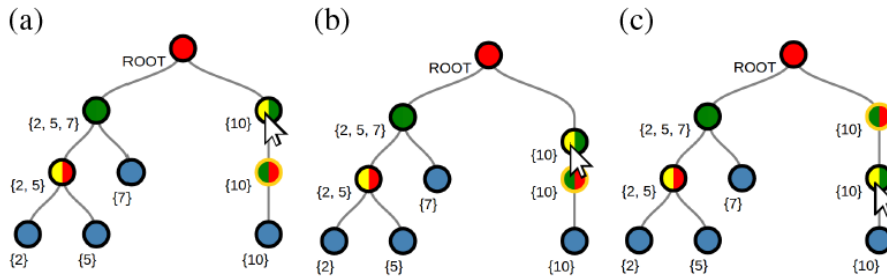 (a)
ROOT
{2, 5, 7}
{10}
{2, 5}
{7}
{10}
{2}
{5}
{10}
(b)
ROOT
{2, 5, 7}
{10}
{2, 5}
{7}
{10}
{2}
{5}
{10}
(c)
ROOT
{2, 5, 7}
{10}
{2, 5}
{7}
{10}
{2}
{5}
{10}